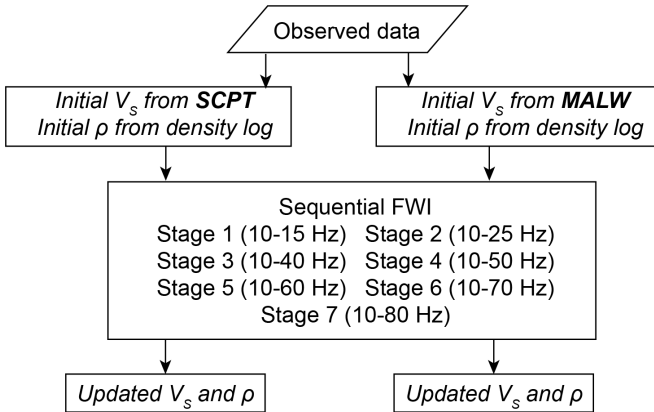 Observed data
Initial Vs from SCPT
Initial ρ from density log
Initial Vs from MALW
Initial ρ from density log
Sequential FWI
Stage 1 (10-15 Hz) Stage 2 (10-25 Hz)
Stage 3 (10-40 Hz) Stage 4 (10-50 Hz)
Stage 5 (10-60 Hz) Stage 6 (10-70 Hz)
Stage 7 (10-80 Hz)
Updated Vs and ρ
Updated Vs and ρ